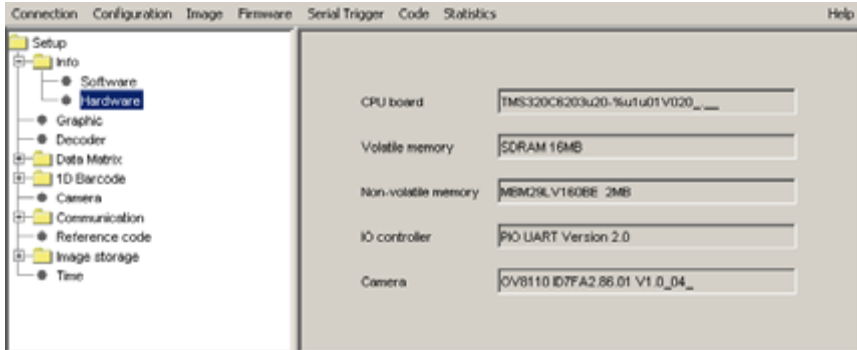 Connection Configuration Image Firmware Serial Trigger Code Statistics Help
Setup
Info
Software
Hardware
Graphic
Decoder
Data Matrix
1D Barcode
Camera
Communication
Reference code
Image storage
Time
CPU board TMS320C6203u20-%u1u01V020_.__
Volatile memory SDRAM 16MB
Non-volatile memory MBM29LV160BE 2MB
IO controller PIO UART Version 2.0
Camera OV8110 ID7FA2.86.01 V1.0_04_